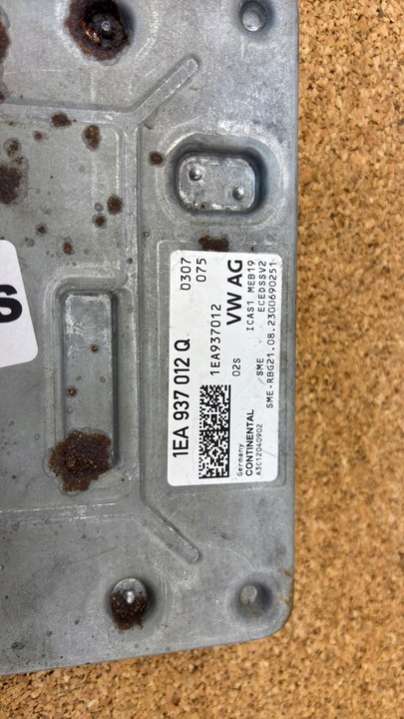 1EA 937 012 Q
0307
075
1EA937012
VW AG
02S
ICAS1 MEB19
SME ECEDSSV2
SME-RBG21.08.2300690251
Germany
CONTINENTAL
A3C12040902
S